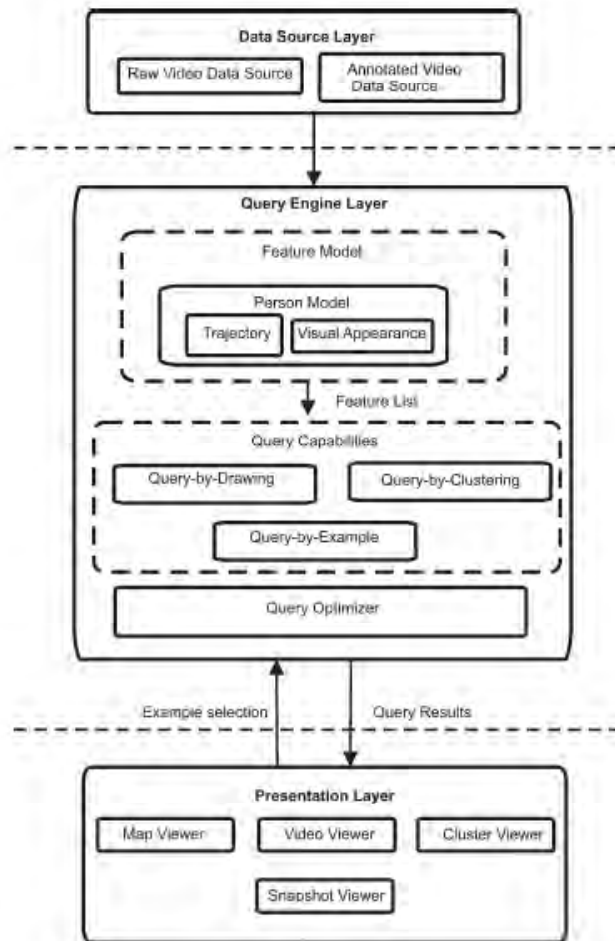 Data Source Layer
Raw Video Data Source
Annotated Video
Data Source
Query Engine Layer
Feature Model
Person Model
Trajectory
Visual Appearance
Feature List
Query Capabilities
Query-by-Drawing
Query-by-Clustering
Query-by-Example
Query Optimizer
Example selection
Query Results
Presentation Layer
Map Viewer
Video Viewer
Cluster Viewer
Snapshot Viewer